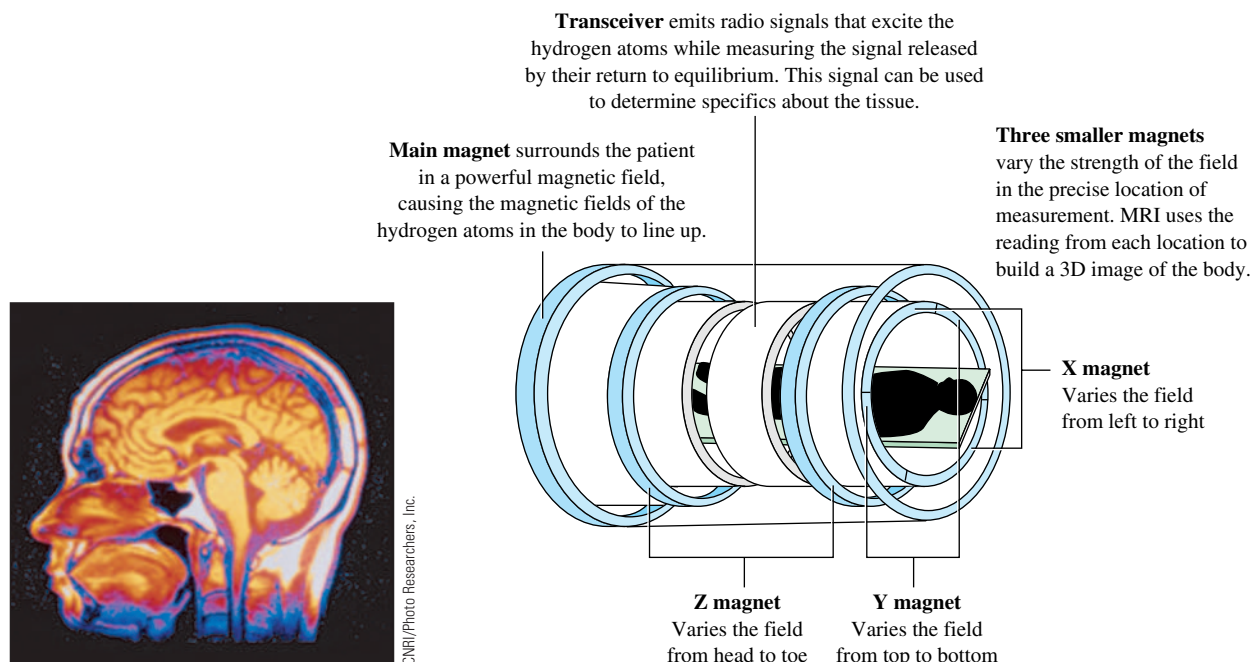 Transceiver emits radio signals that excite the
hydrogen atoms while measuring the signal released
by their return to equilibrium. This signal can be used
to determine specifics about the tissue.
Main magnet surrounds the patient
in a powerful magnetic field,
causing the magnetic fields of the
hydrogen atoms in the body to line up.
Three smaller magnets
vary the strength of the field
in the precise location of
measurement. MRI uses the
reading from each location to
build a 3D image of the body.
X magnet
Varies the field
from left to right
Z magnet
Varies the field
from head to toe
Y magnet
Varies the field
from top to bottom
CNRI/Photo Researchers, Inc.